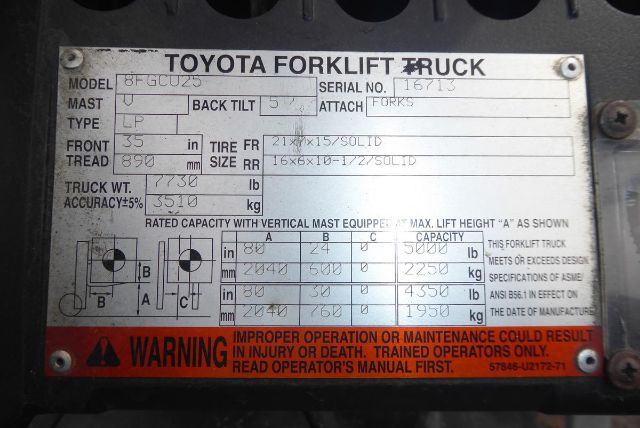 TOYOTA FORKLIFT TRUCK
MODEL 8FGCU25 SERIAL NO. 16713
MAST V BACK TILT 5 ATTACH FORKS
TYPE LP
FRONT TREAD 35 in 890 mm
TIRE SIZE FR 21x7x15/SOLID
RR 16x6x10-1/2/SOLID
TRUCK WT. 7730 lb
ACCURACY±5% 3510 kg
RATED CAPACITY WITH VERTICAL MAST EQUIPPED AT MAX. LIFT HEIGHT "A" AS SHOWN
A B C CAPACITY
in 80 24 0 5000 lb
mm 2040 600 0 2250 kg
in 80 30 0 4350 lb
mm 2040 760 0 1950 kg
B A B C
THIS FORKLIFT TRUCK
MEETS OR EXCEEDS DESIGN
SPECIFICATIONS OF ASME/
ANSI B56.1 IN EFFECT ON
THE DATE OF MANUFACTURE
WARNING
IMPROPER OPERATION OR MAINTENANCE COULD RESULT
IN INJURY OR DEATH. TRAINED OPERATORS ONLY.
READ OPERATOR'S MANUAL FIRST.
57846-U2172-71